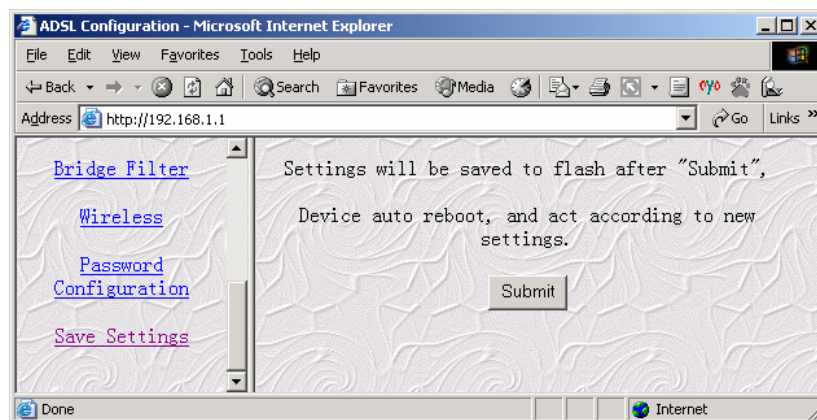 ADSL Configuration - Microsoft Internet Explorer
File Edit View Favorites Tools Help
Back Search Favorites Media
Address http://192.168.1.1 Go Links »
Bridge Filter
Wireless
Password
Configuration
Save Settings
Settings will be saved to flash after "Submit",
Device auto reboot, and act according to new
settings.
Submit
Done Internet